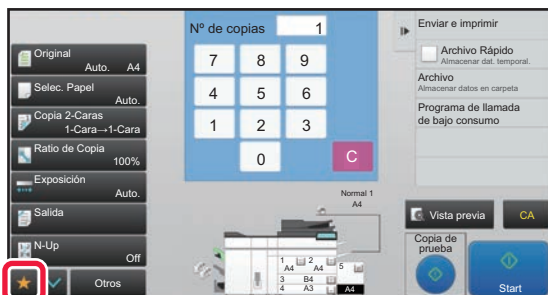 Original
Auto. A4
Selec. Papel
Auto.
Copia 2-Caras
1-Cara→1-Cara
Ratio de Copia
100%
Exposición
Auto.
Salida
N-Up
Off
Otros
Nº de copias 1
7 8 9
4 5 6
1 2 3
0 C
Normal 1
A4
1 A4 2 A4 5 A4
3 B4
4 A3
Enviar e imprimir
Archivo Rápido
Almacenar dat. temporal.
Archivo
Almacenar datos en carpeta
Programa de llamada
de bajo consumo
Vista previa
CA
Copia de
prueba
Start